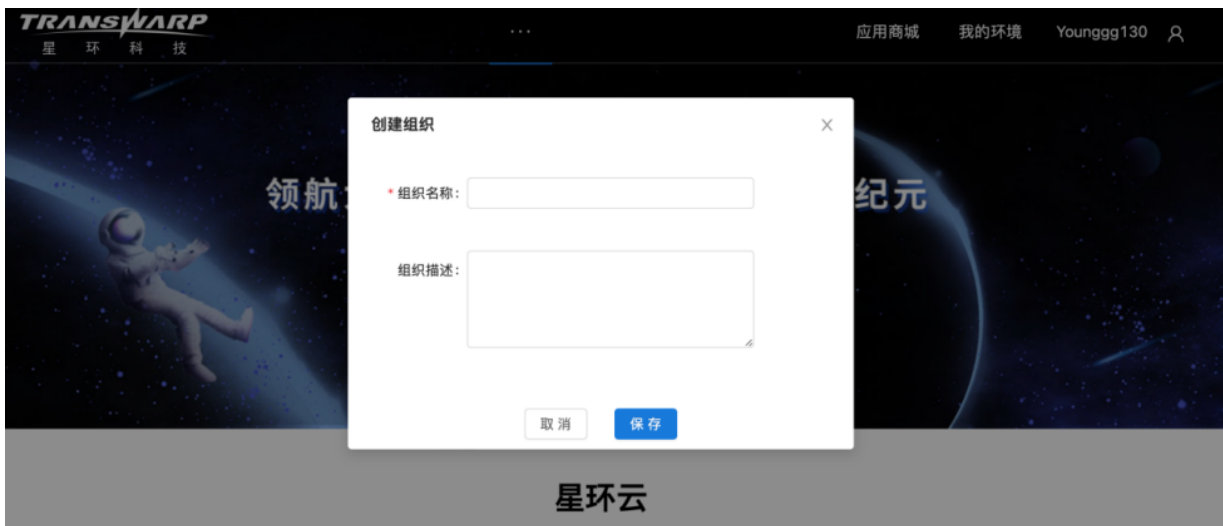 TRANSWARP
星环科技
···
应用商城 我的环境 Younggg130
创建组织
领航
* 组织名称:
纪元
组织描述:
取 消 保 存
星环云